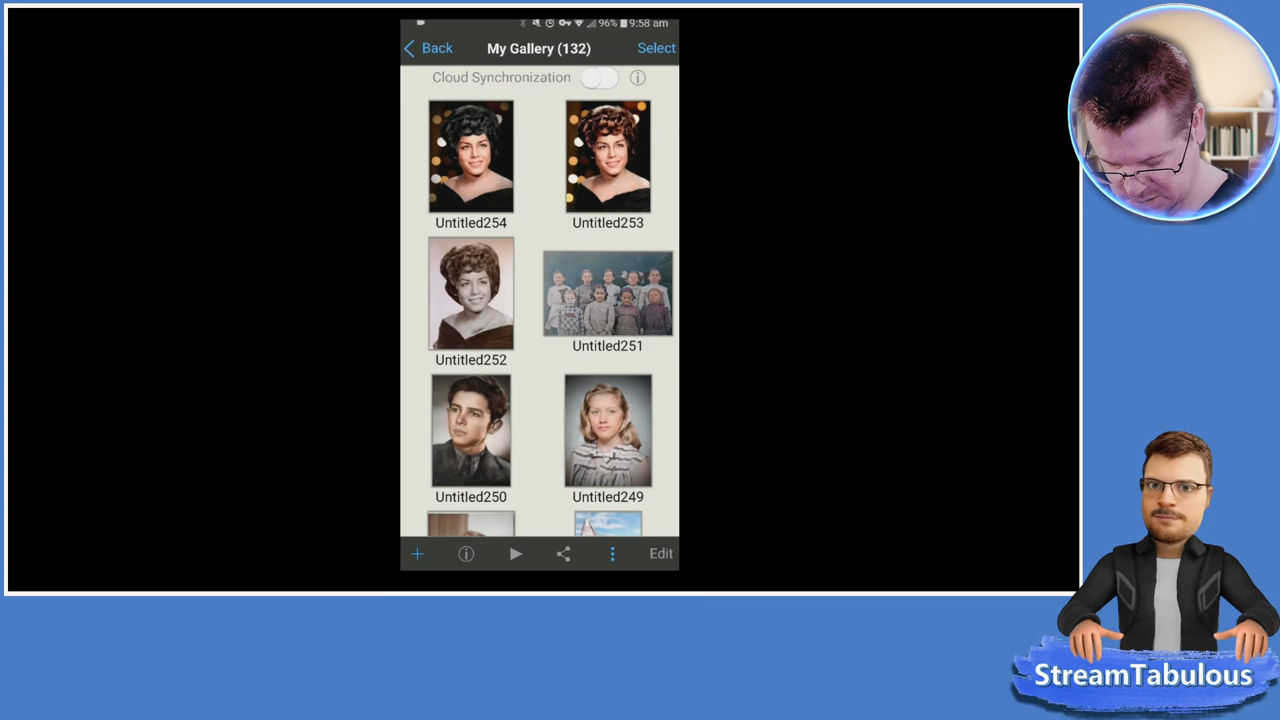 96% 9:58 am
Back My Gallery (132) Select
Cloud Synchronization
Untitled254 Untitled253
Untitled252 Untitled251
Untitled250 Untitled249
Edit
StreamTabulous